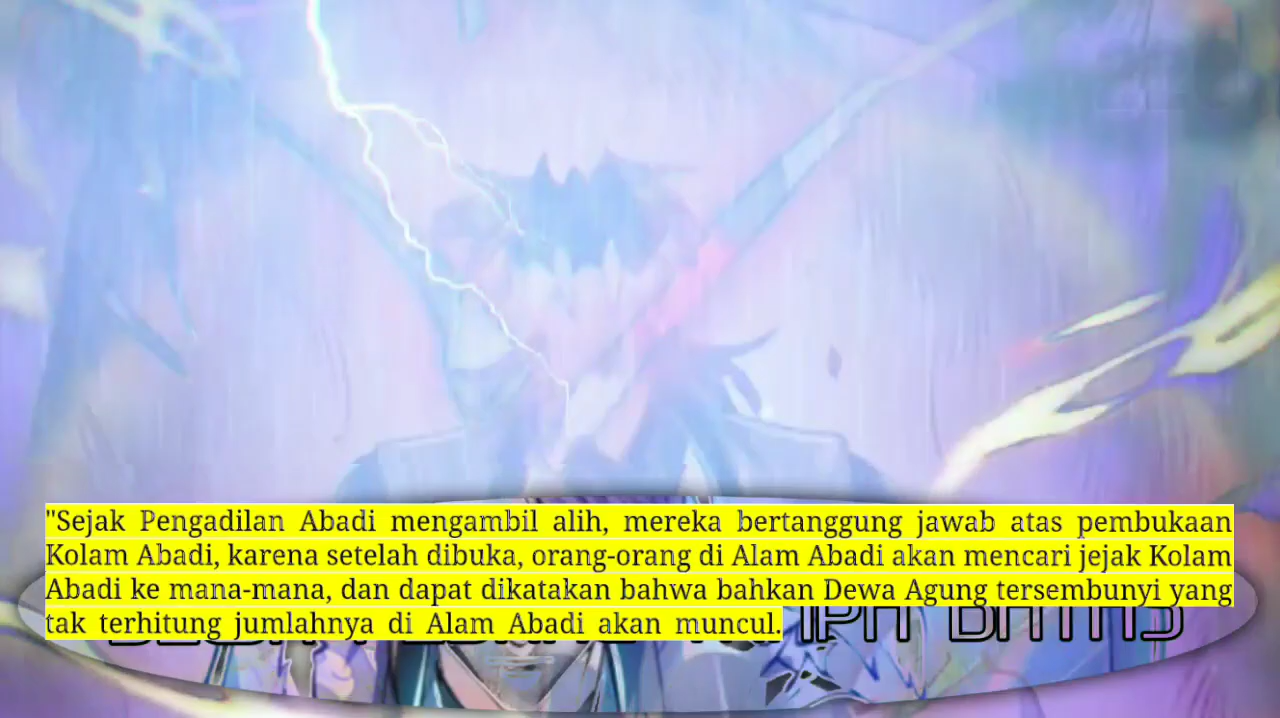 "Sejak Pengadilan Abadi mengambil alih, mereka bertanggung jawab atas pembukaan
Kolam Abadi, karena setelah dibuka, orang-orang di Alam Abadi akan mencari jejak Kolam
Abadi ke mana-mana, dan dapat dikatakan bahwa bahkan Dewa Agung tersembunyi yang
tak terhitung jumlahnya di Alam Abadi akan muncul.